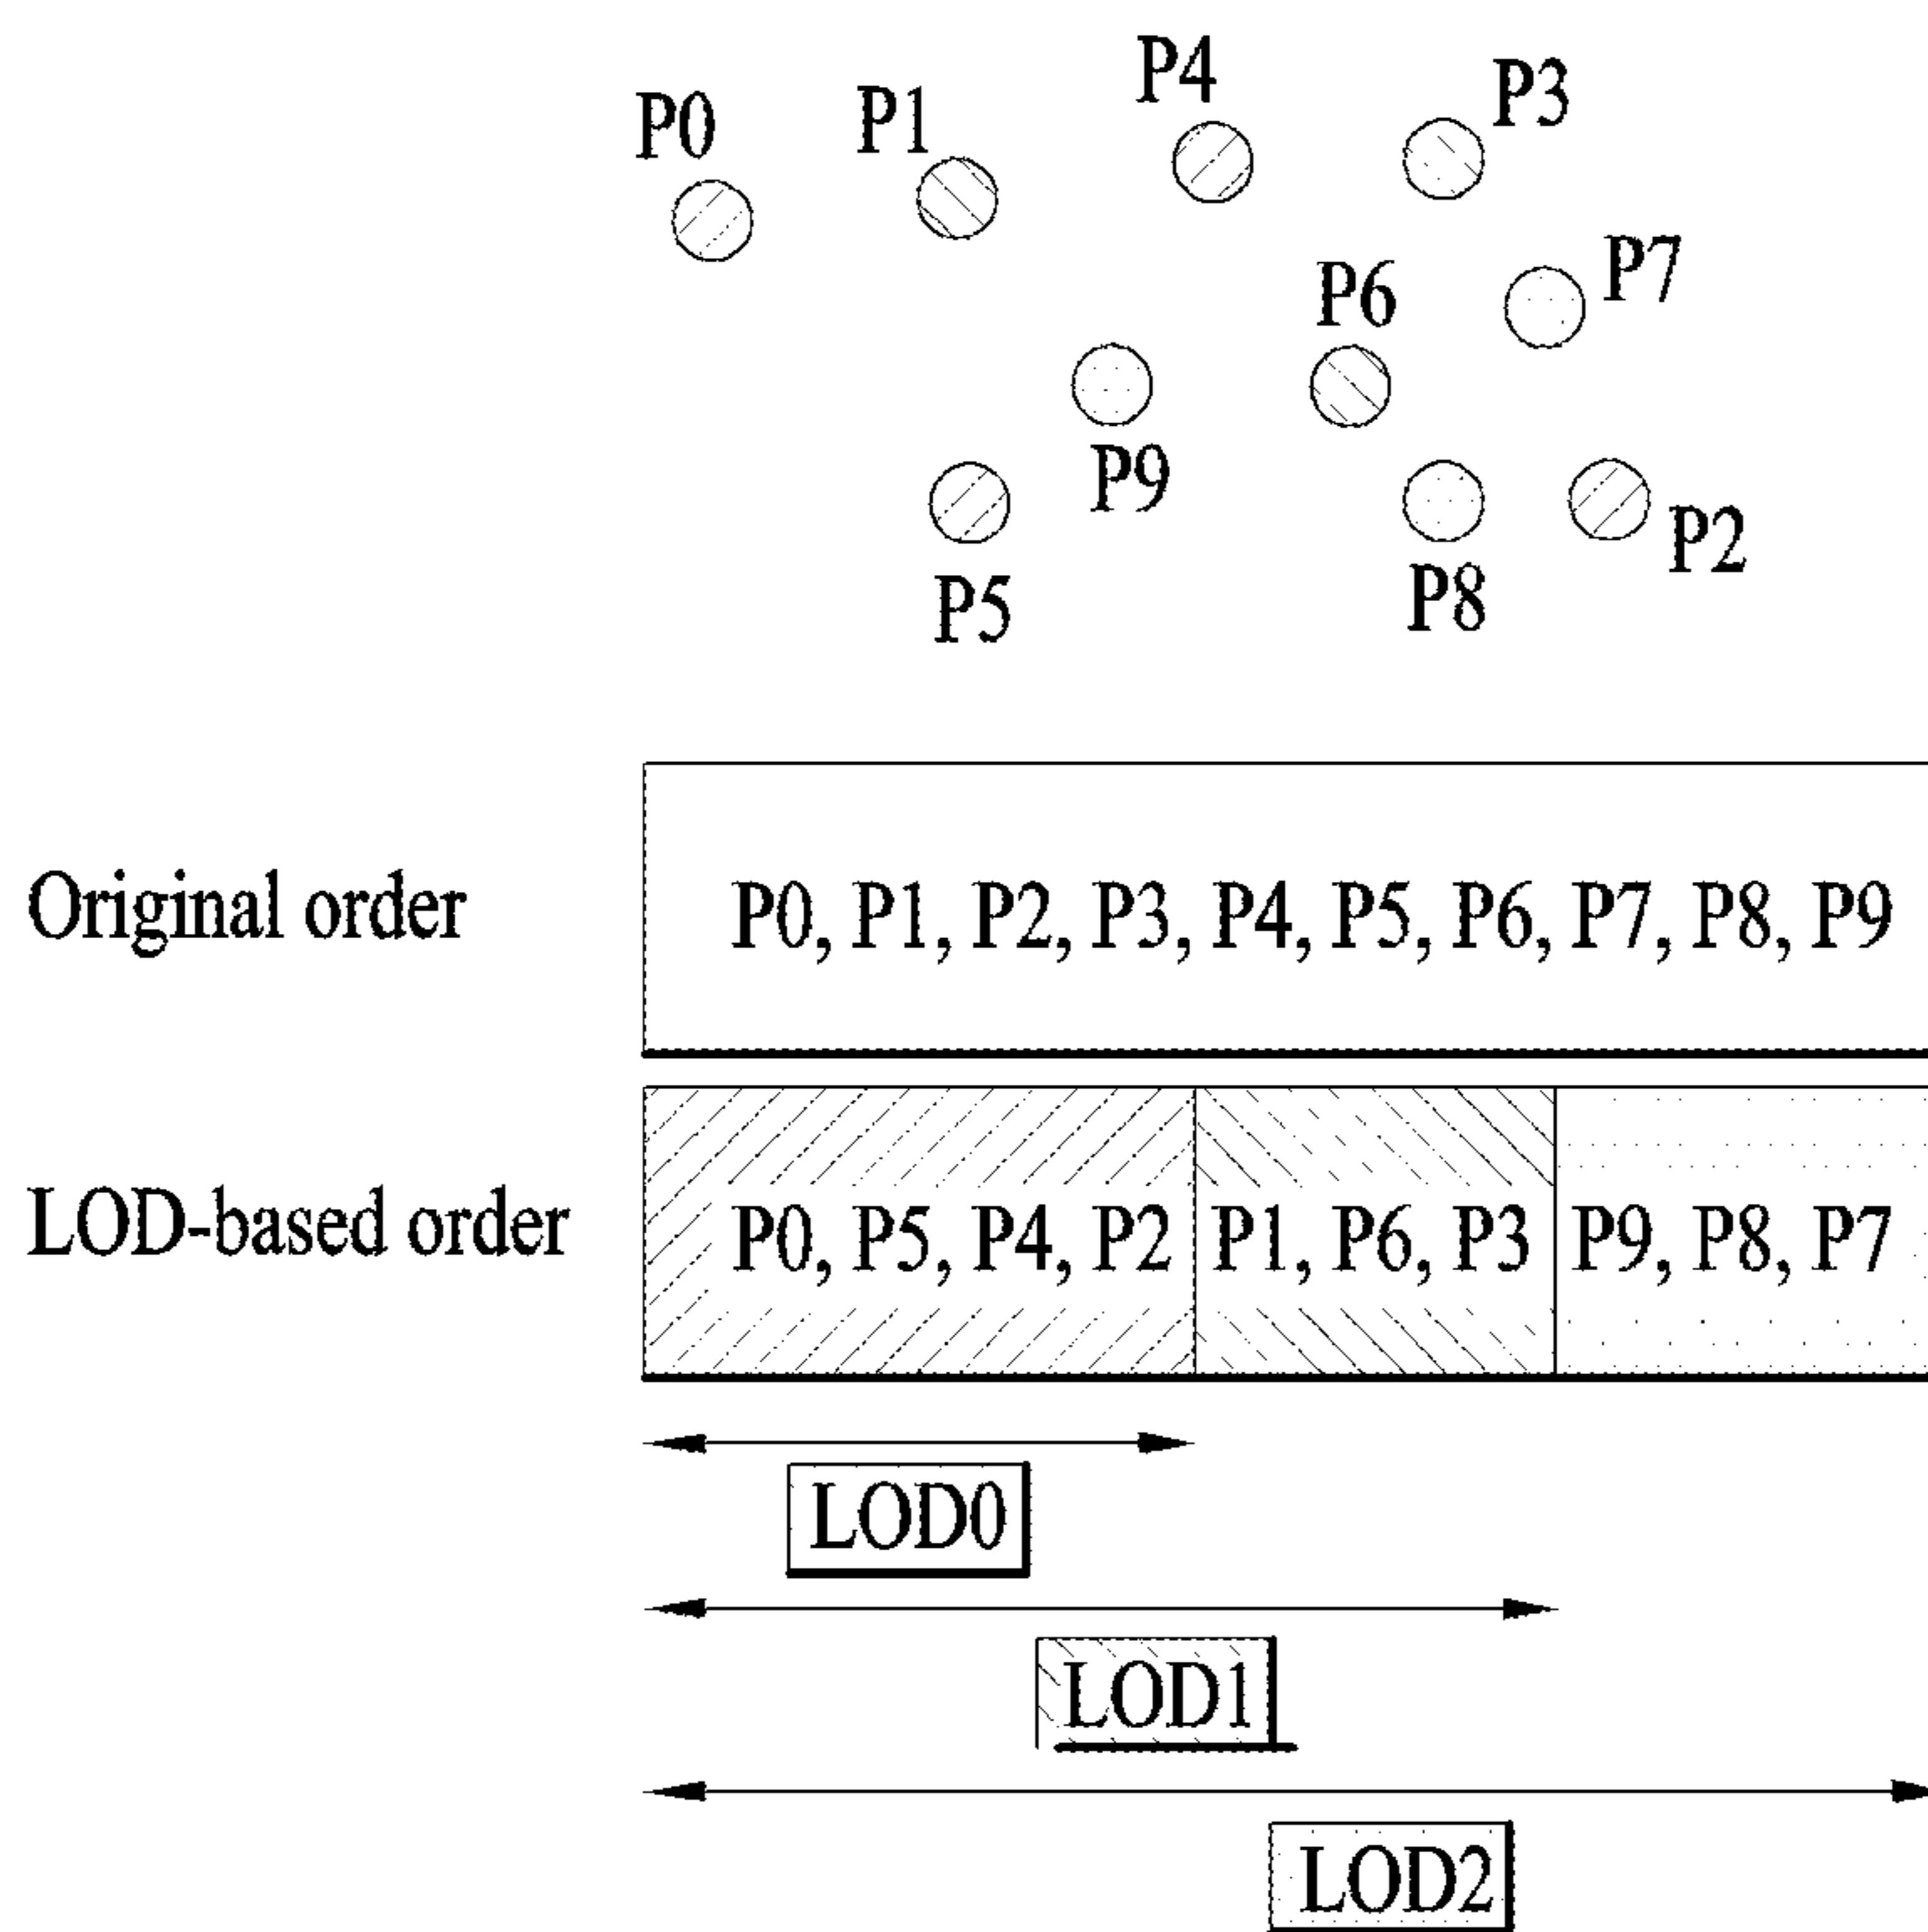 P4
P3
P0
P1
P7
P6
P9
P2
P8
P5
Original order
P0, P1, P2, P3, P4, P5, P6, P7, P8, P9
LOD-based order
P0, P5, P4, P2
P1, P6, P3
P9, P8, P7
LOD0
LOD1
LOD2